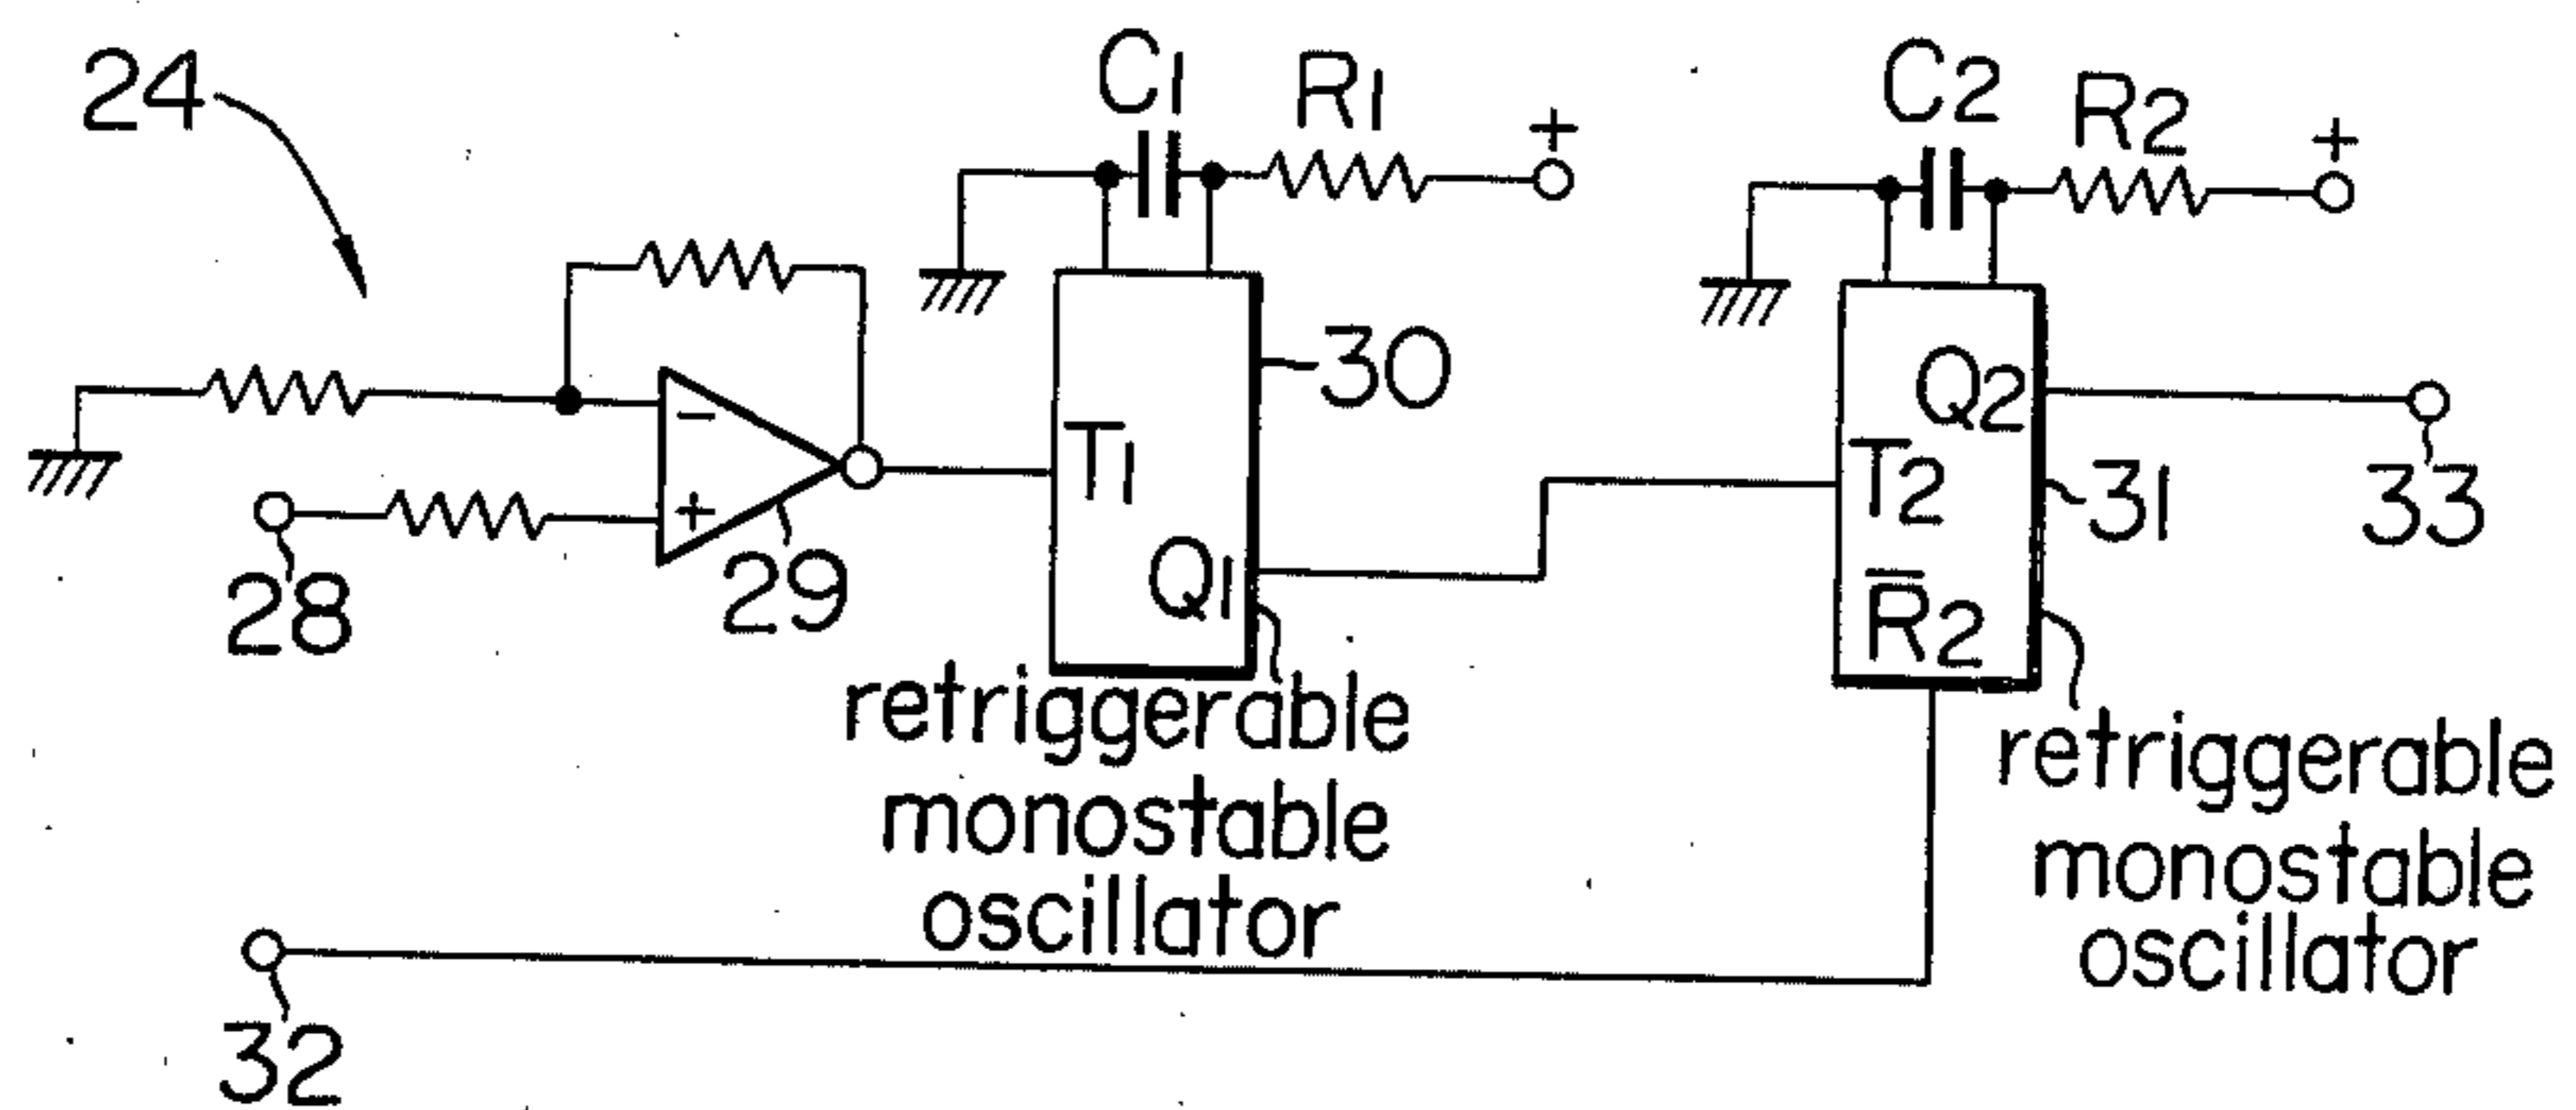 24
C1
R1
+
C2
R2
+
−
+
28
29
T1
Q1
30
T2
Q2
R̅2
31
33
retriggerable
monostable
oscillator
retriggerable
monostable
oscillator
32